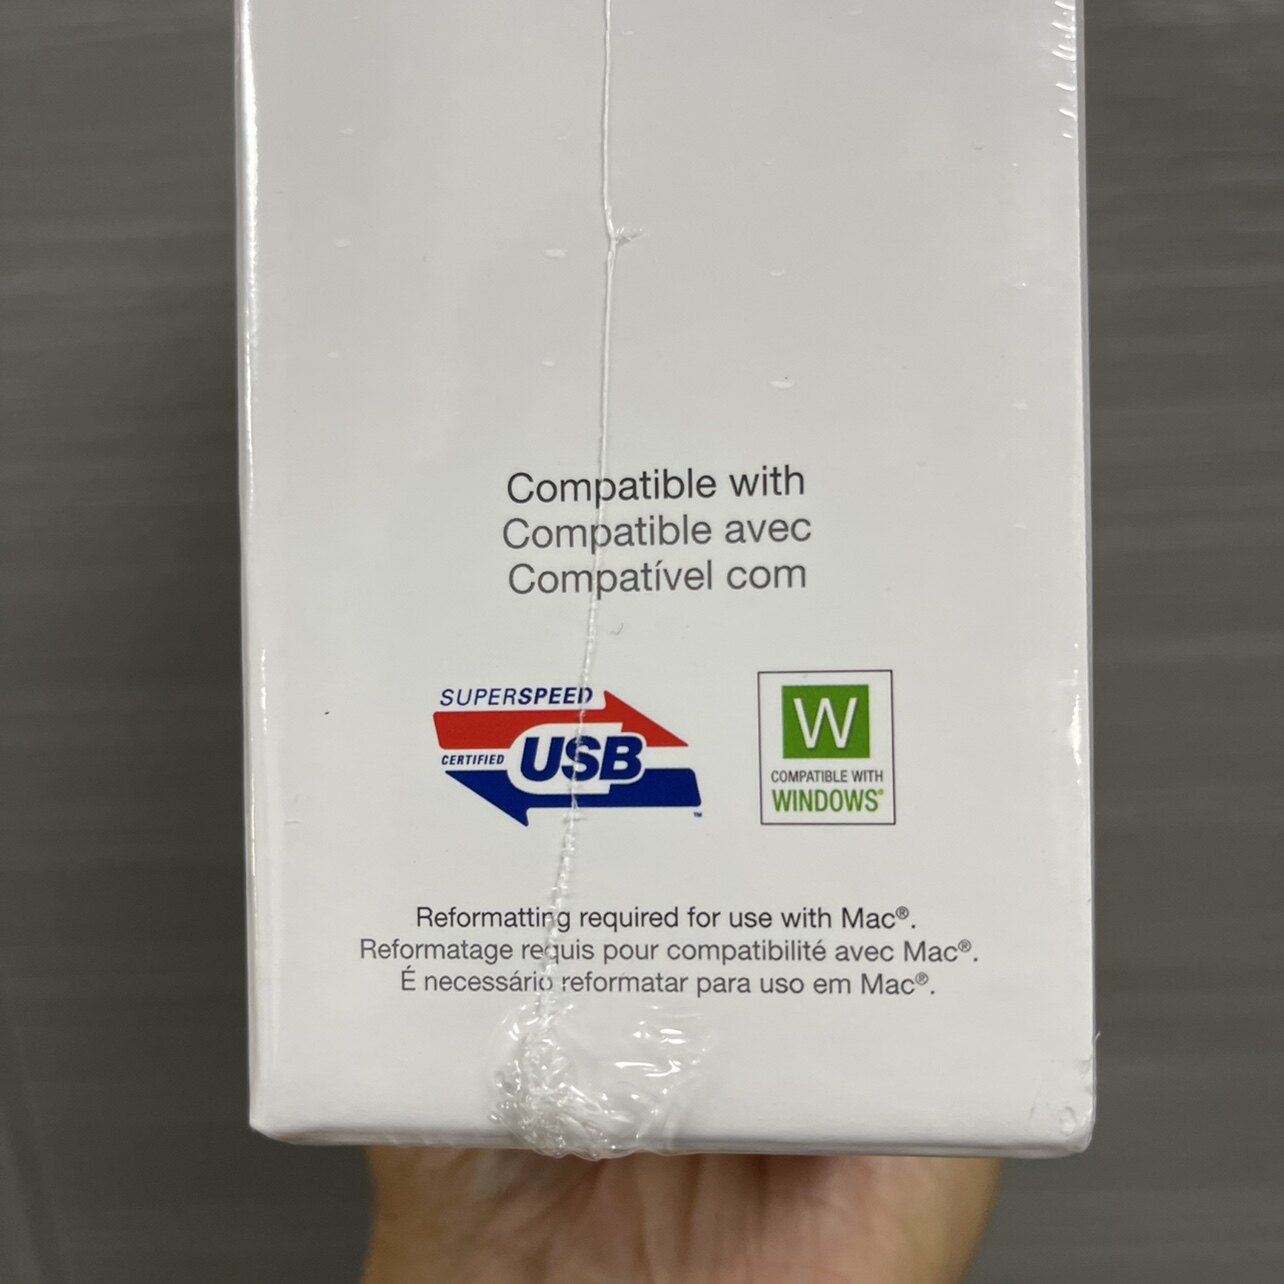 Compatible with
Compatible avec
Compatível com
SUPERSPEED
CERTIFIED USB
™
W
COMPATIBLE WITH
WINDOWS®
Reformatting required for use with Mac®.
Reformatage requis pour compatibilité avec Mac®.
É necessário reformatar para uso em Mac®.